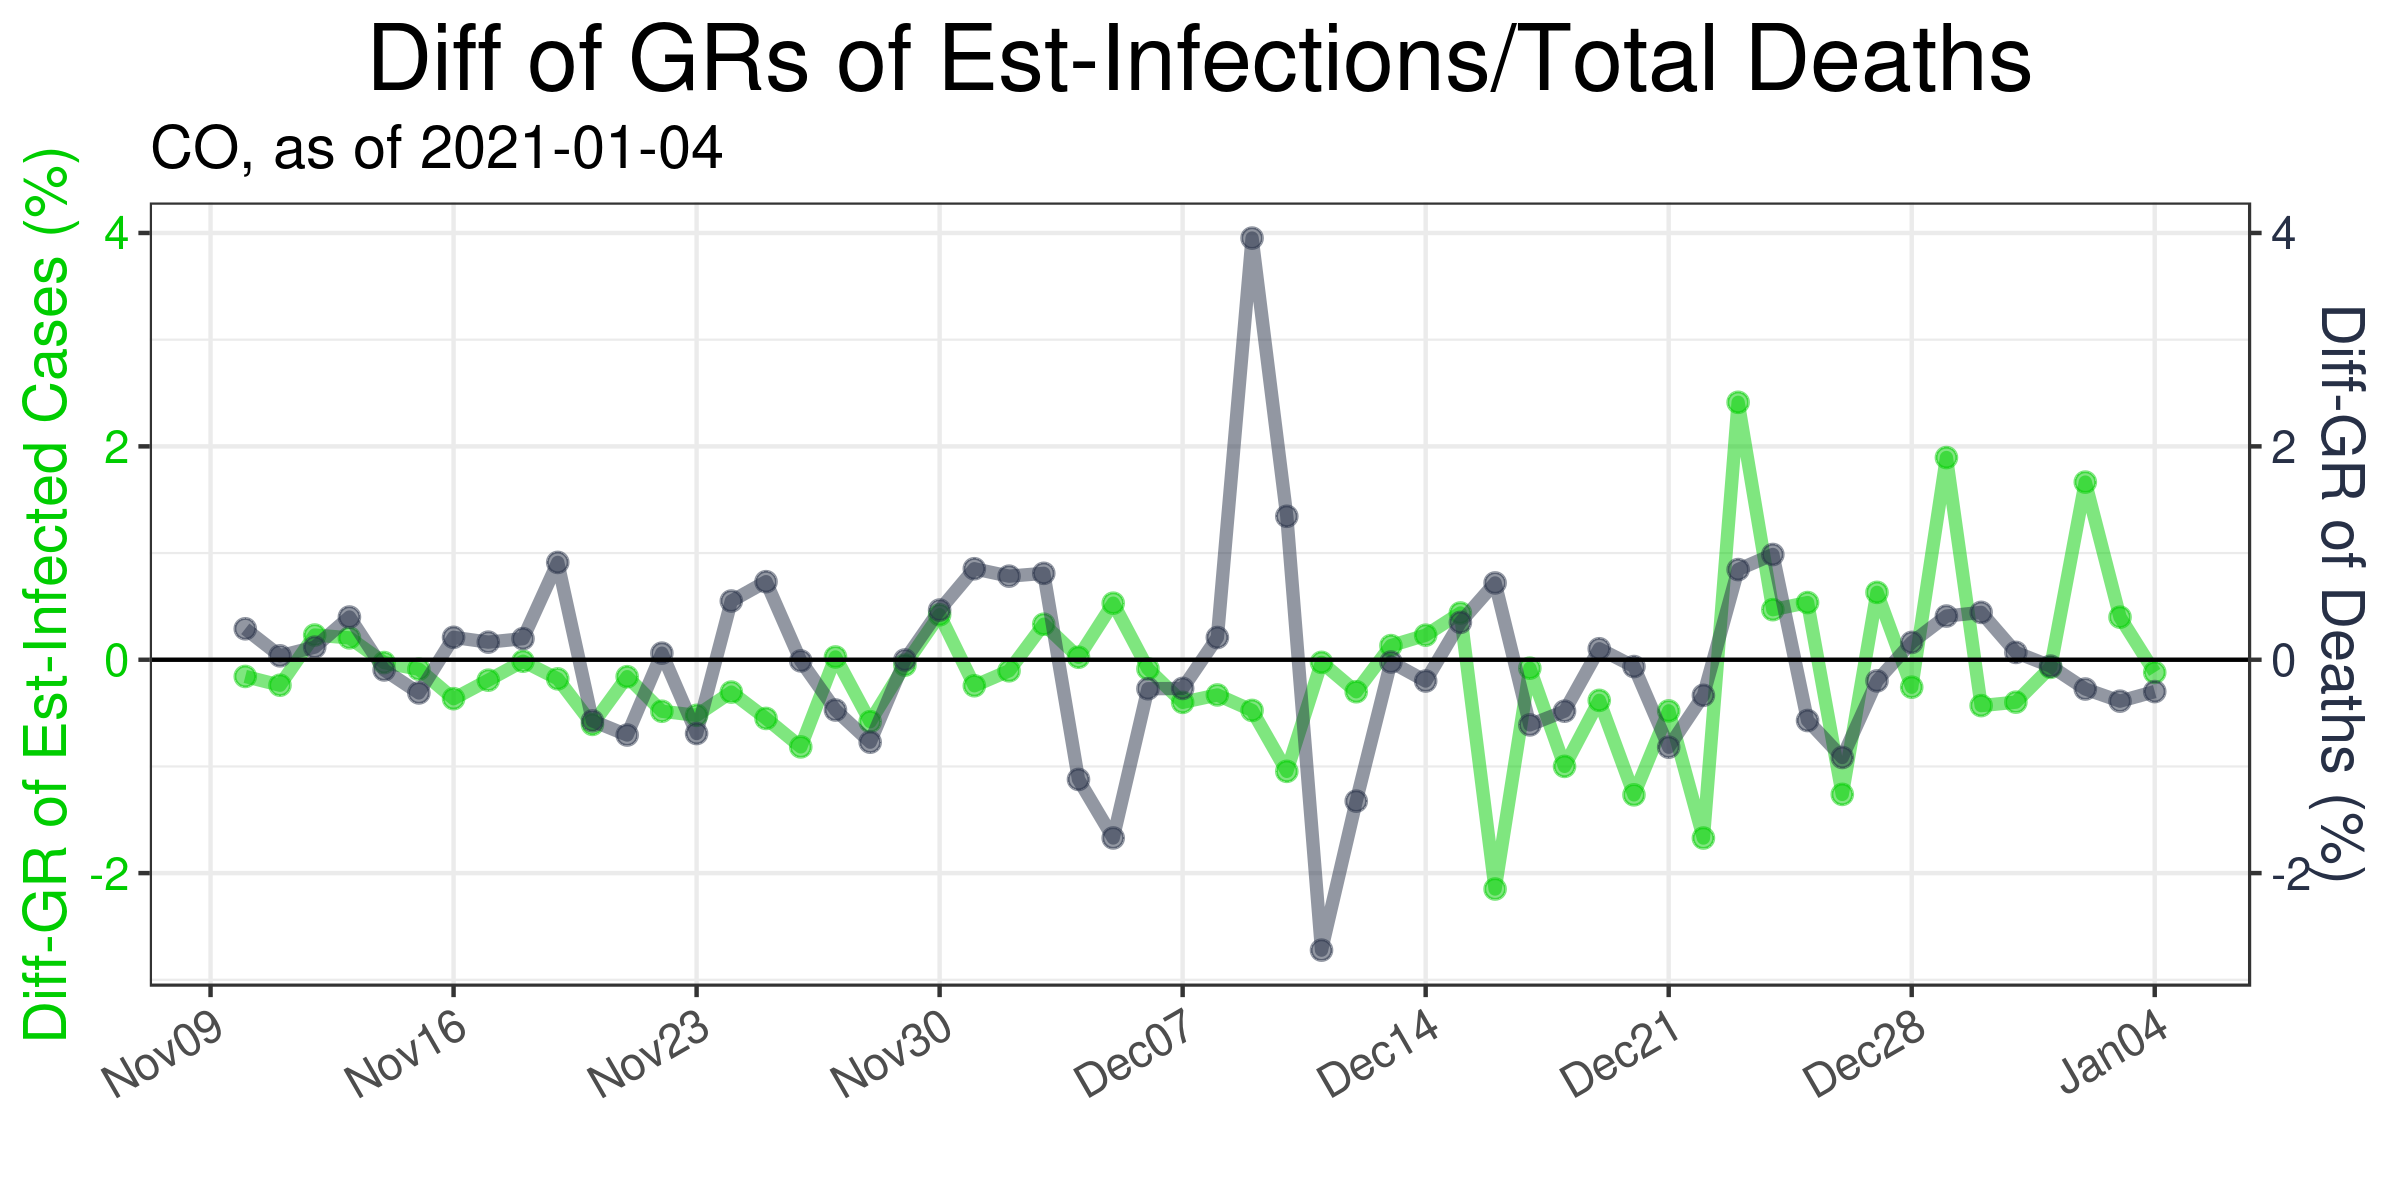 Diff of GRs of Est-Infections/Total Deaths
CO, as of 2021-01-04
Diff-GR of Est-Infected Cases (%)
4
2
0
-2
4
2
0
-2
Diff-GR of Deaths (%)
Nov09
Nov16
Nov23
Nov30
Dec07
Dec14
Dec21
Dec28
Jan04